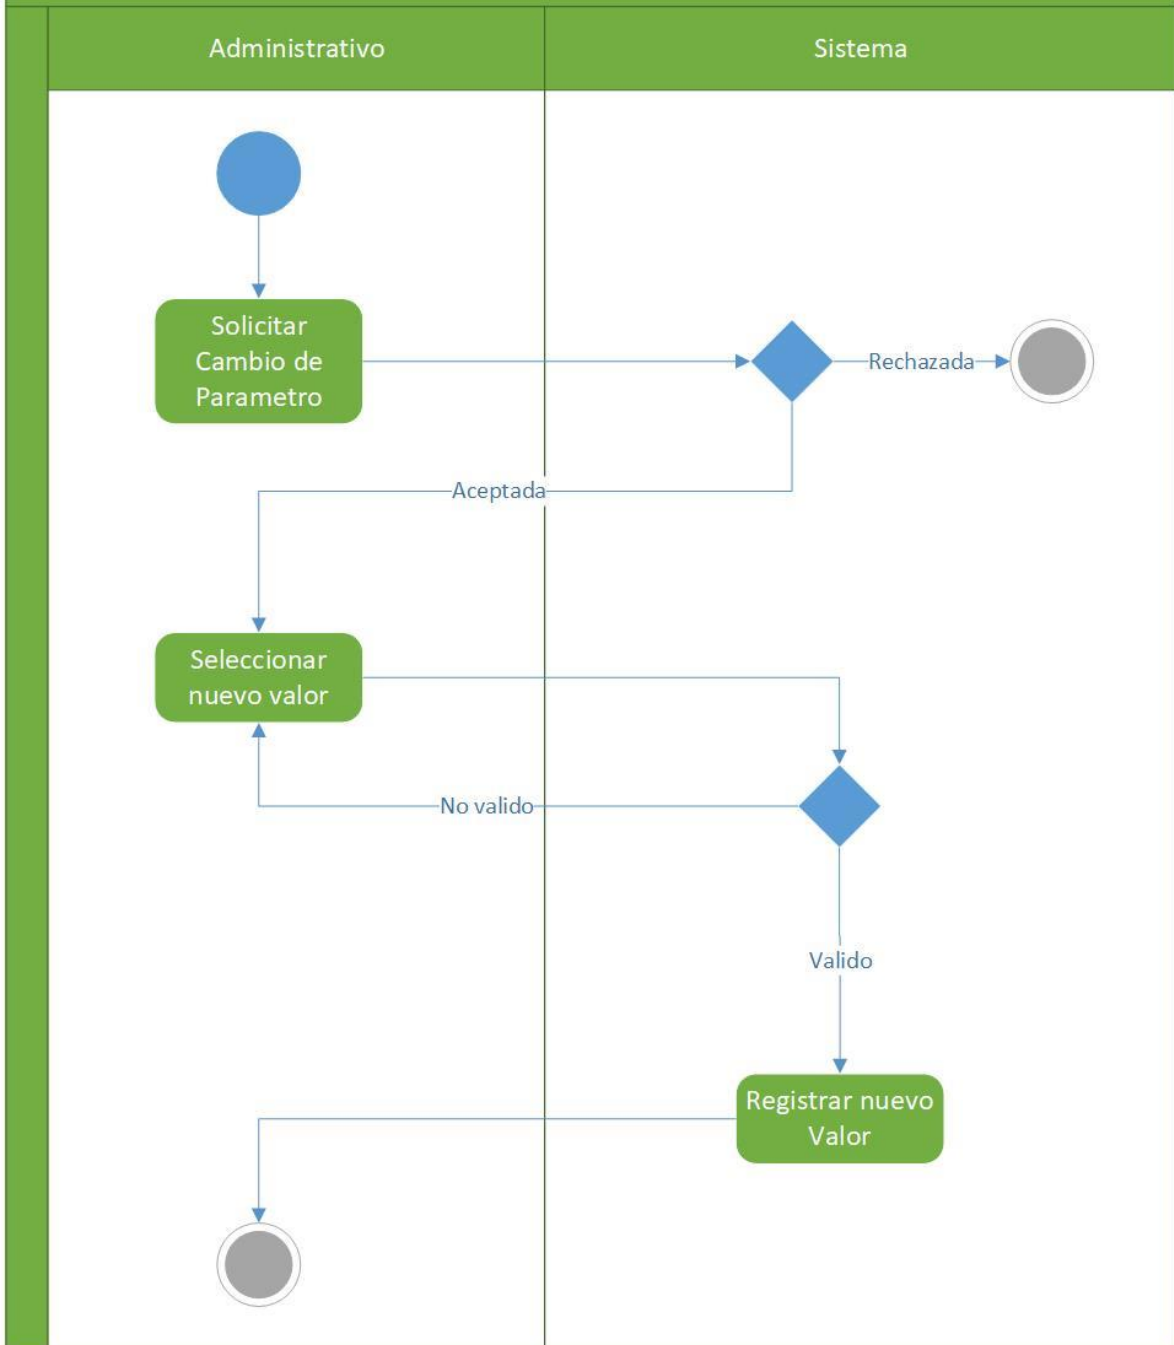 Administrativo
Sistema
Solicitar
Cambio de
Parametro
Rechazada
Aceptada
Seleccionar
nuevo valor
No valido
Valido
Registrar nuevo
Valor